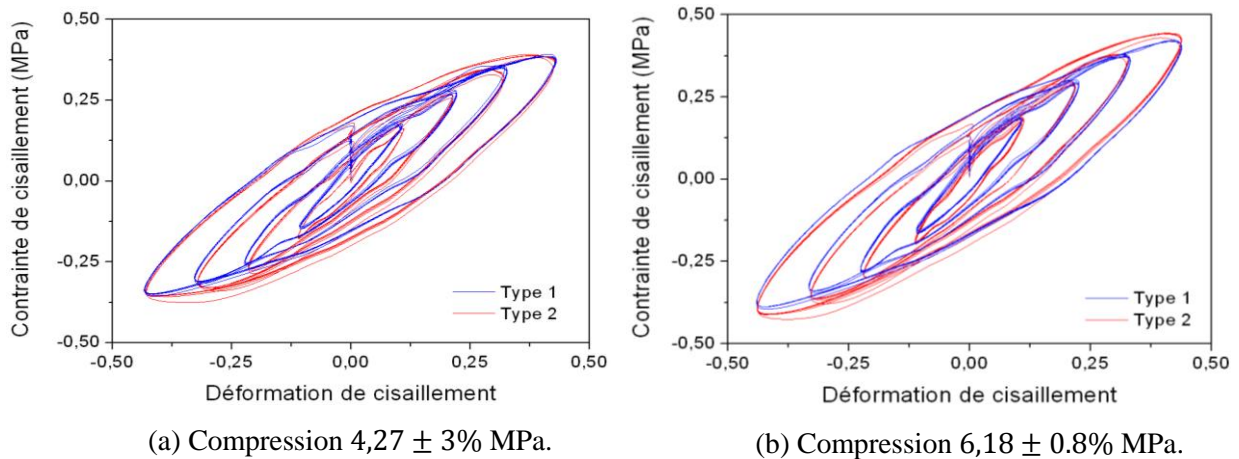 Contrainte de cisaillement (MPa)
0,50
0,25
0,00
-0,25
-0,50
Type 1
Type 2
-0,50 -0,25 0,00 0,25 0,50
Déformation de cisaillement
(a) Compression 4,27 ± 3% MPa.
Contrainte de cisaillement (MPa)
0,50
0,25
0,00
-0,25
-0,50
Type 1
Type 2
-0,50 -0,25 0,00 0,25 0,50
Déformation de cisaillement
(b) Compression 6,18 ± 0.8% MPa.